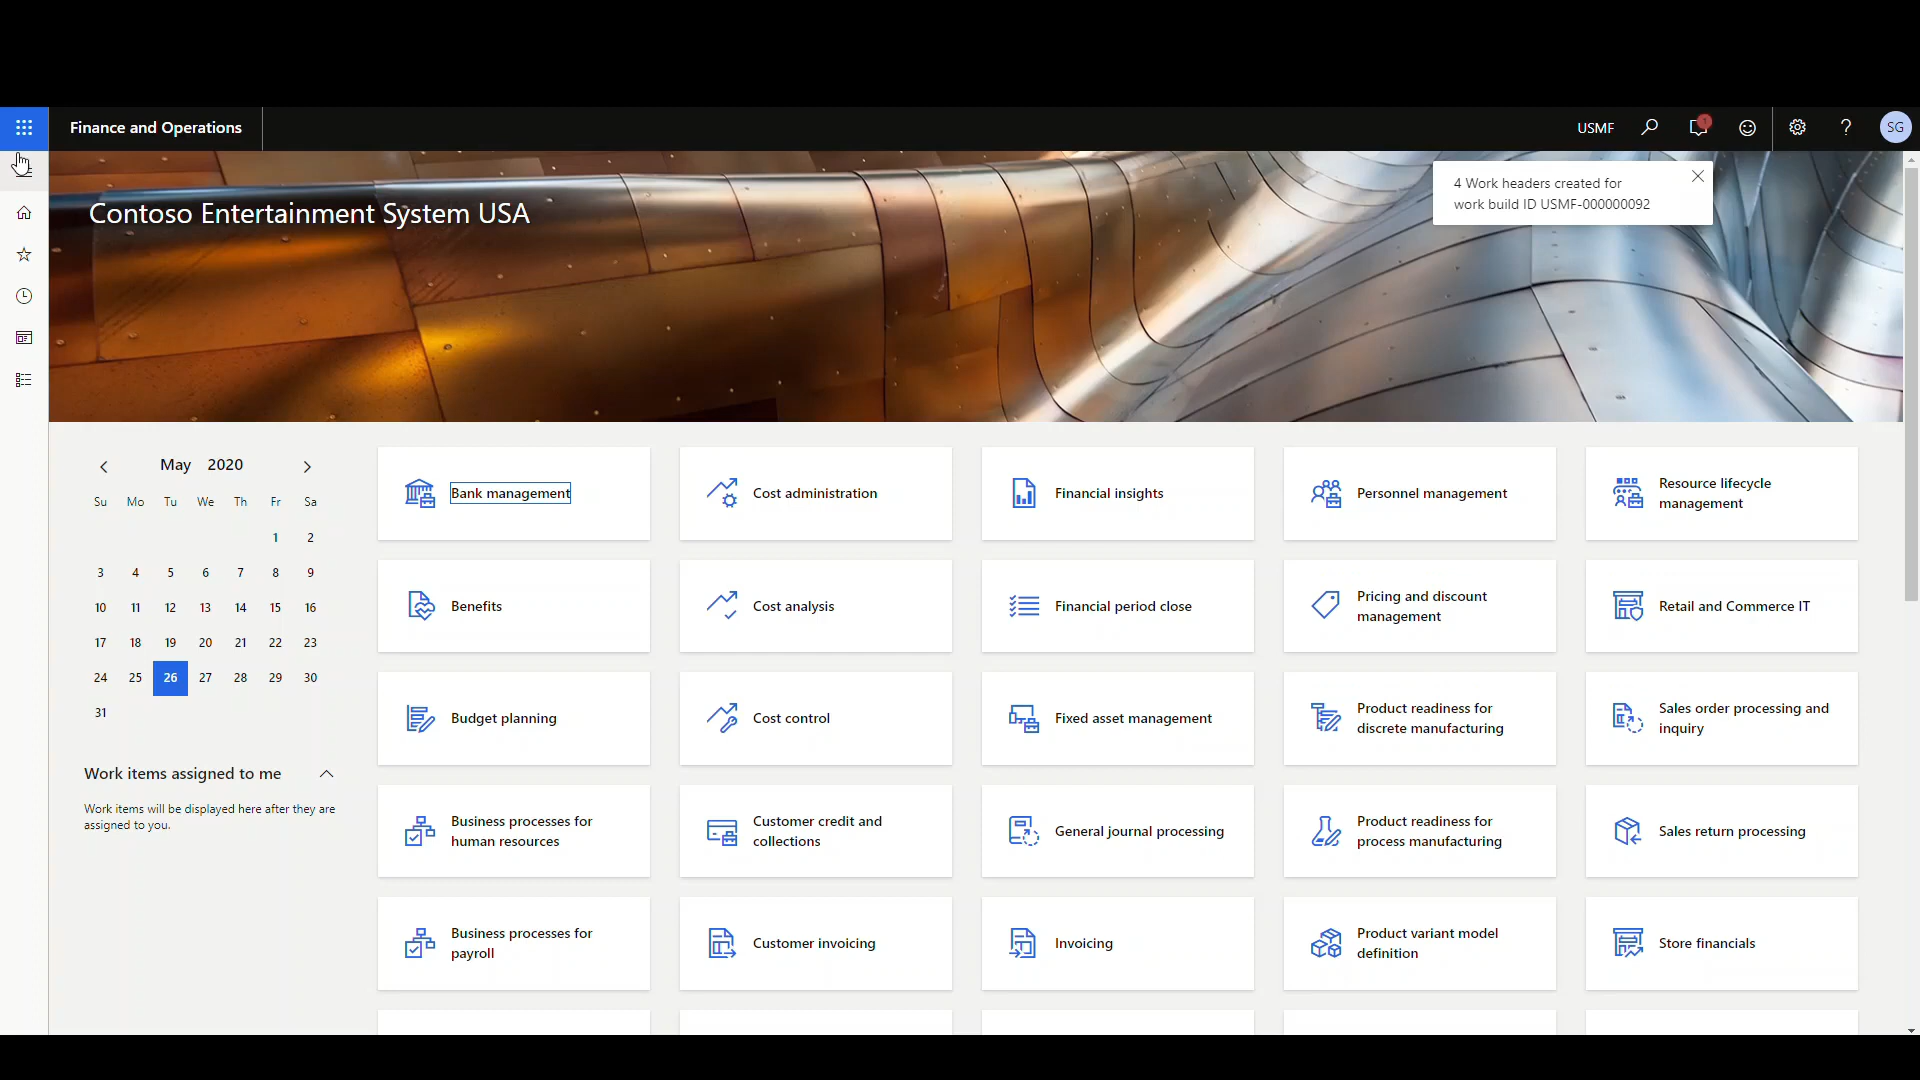 Finance and Operations
USMF
1
?
SG
4 Work headers created for
work build ID USMF-000000092
Contoso Entertainment System USA
May 2020
Su Mo Tu We Th Fr Sa
1 2
3 4 5 6 7 8 9
10 11 12 13 14 15 16
17 18 19 20 21 22 23
24 25 26 27 28 29 30
31
Work items assigned to me
Work items will be displayed here after they are
assigned to you.
Bank management
Cost administration
Financial insights
Personnel management
Resource lifecycle
management
Benefits
Cost analysis
Financial period close
Pricing and discount
management
Retail and Commerce IT
Budget planning
Cost control
Fixed asset management
Product readiness for
discrete manufacturing
Sales order processing and
inquiry
Business processes for
human resources
Customer credit and
collections
General journal processing
Product readiness for
process manufacturing
Sales return processing
Business processes for
payroll
Customer invoicing
Invoicing
Product variant model
definition
Store financials